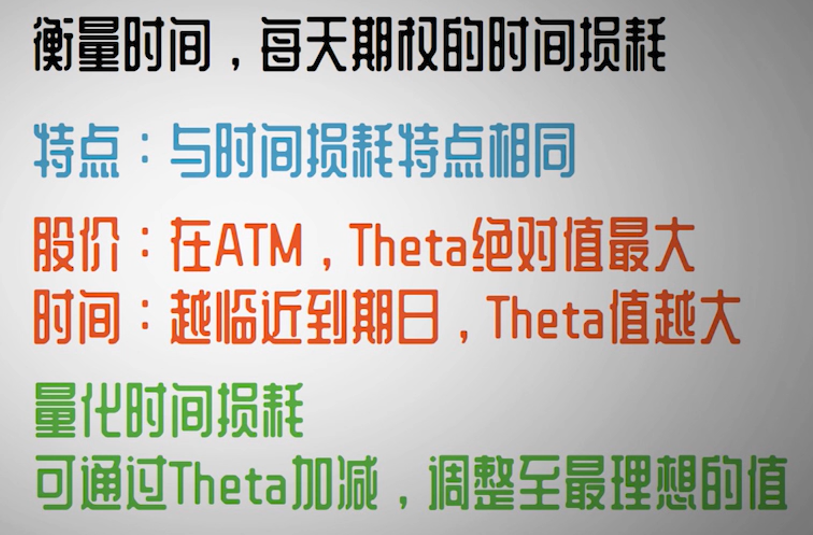 衡量时间，每天期权的时间损耗
特点：与时间损耗特点相同
股价：在ATM，Theta绝对值最大
时间：越临近到期日，Theta值越大
量化时间损耗
可通过Theta加减，调整至最理想的值